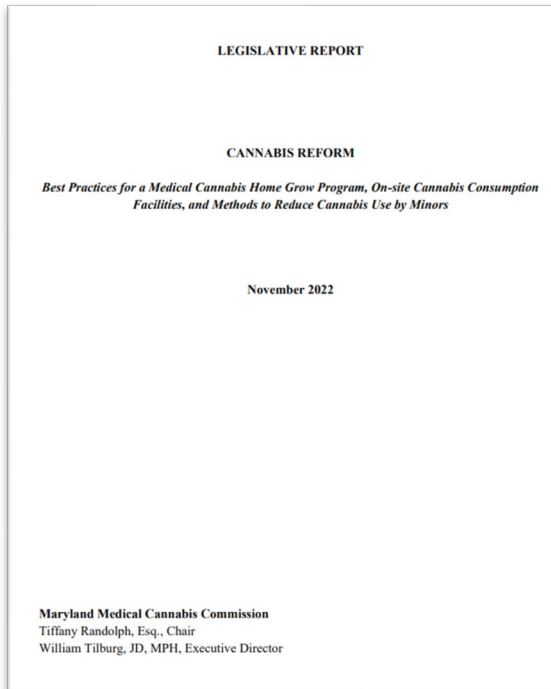 LEGISLATIVE REPORT
CANNABIS REFORM
Best Practices for a Medical Cannabis Home Grow Program, On-site Cannabis Consumption
Facilities, and Methods to Reduce Cannabis Use by Minors
November 2022
Maryland Medical Cannabis Commission
Tiffany Randolph, Esq., Chair
William Tilburg, JD, MPH, Executive Director